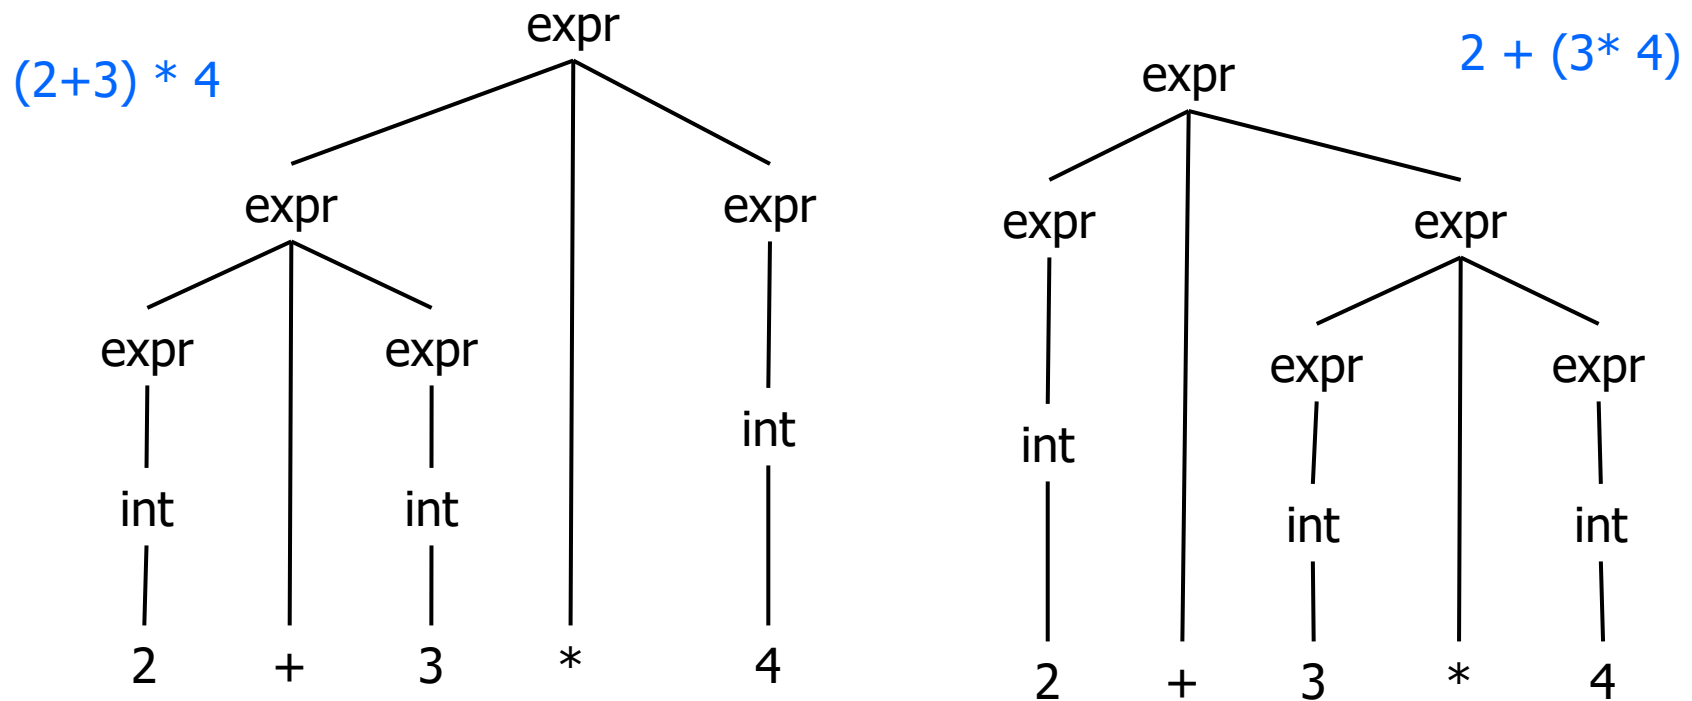 (2+3) * 4
expr
expr expr
expr expr
int
int int
2 + 3 * 4
2 + (3* 4)
expr
expr expr
expr expr
int
int int
2 + 3 * 4